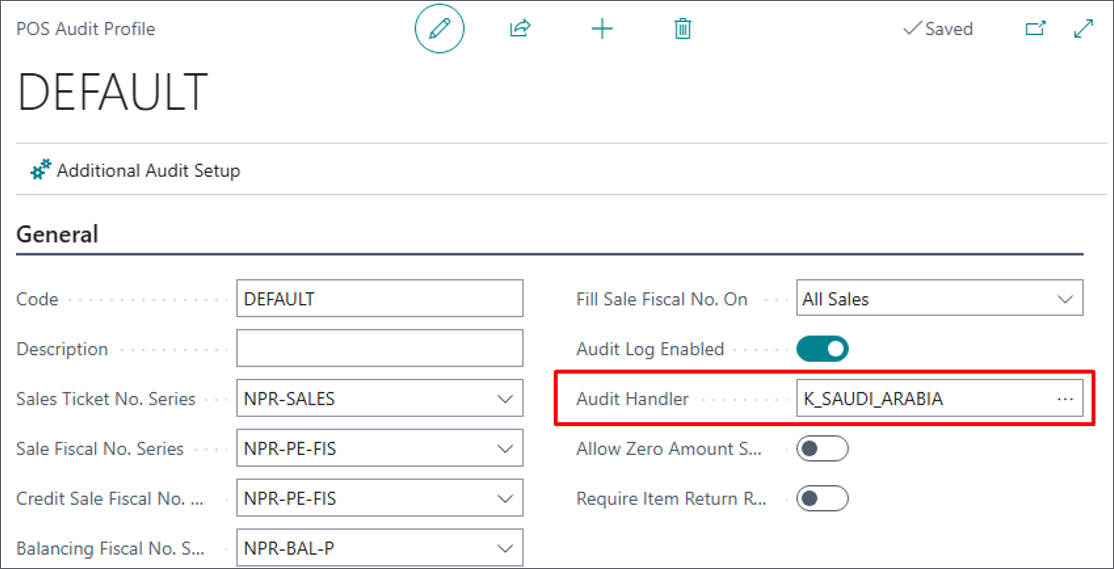 POS Audit Profile
Saved
DEFAULT
Additional Audit Setup
General
Code
DEFAULT
Description
Sales Ticket No. Series
NPR-SALES
Sale Fiscal No. Series
NPR-PE-FIS
Credit Sale Fiscal No. ...
NPR-PE-FIS
Balancing Fiscal No. S...
NPR-BAL-P
Fill Sale Fiscal No. On
All Sales
Audit Log Enabled
Audit Handler
K_SAUDI_ARABIA
Allow Zero Amount S...
Require Item Return R...